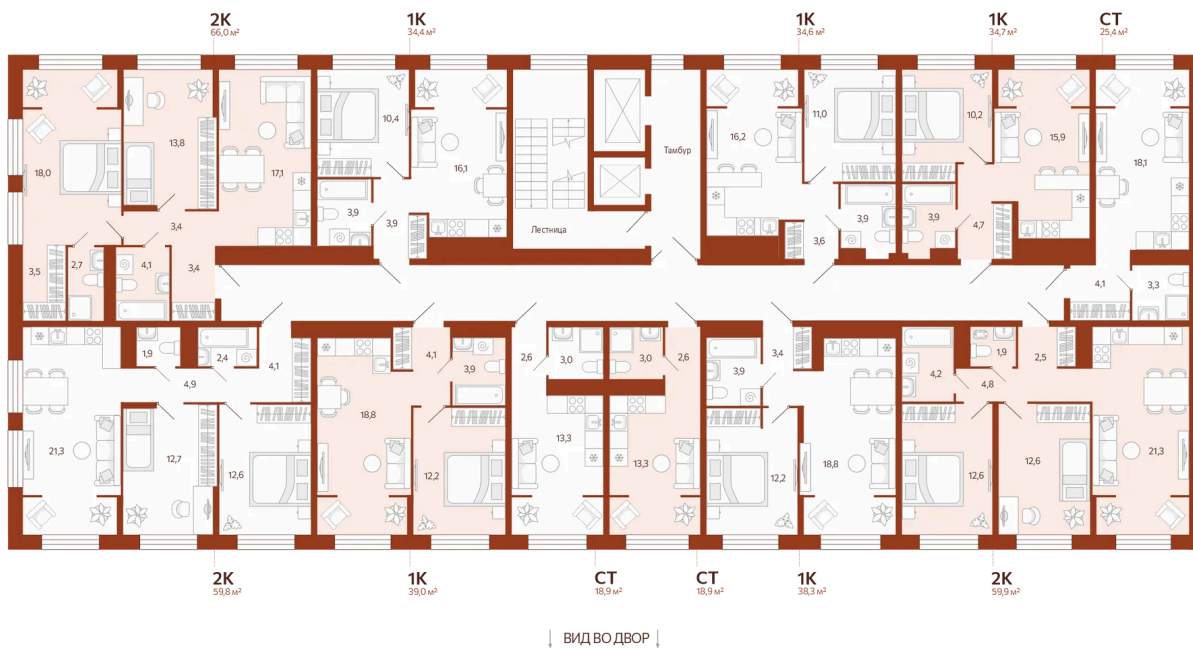 2К
66,0 м²
1К
34,4 м²
1К
34,6 м²
1К
34,7 м²
СТ
25,4 м²
18,0
13,8
17,1
10,4
16,1
Тамбур
16,2
11,0
10,2
15,9
18,1
3,4
3,9
3,9
Лестница
3,6
3,9
3,9
4,7
3,5
2,7
4,1
3,4
4,1
3,3
1,9
2,4
4,1
4,1
3,9
2,6
3,0
3,0
2,6
3,4
3,9
4,2
1,9
2,5
4,9
4,8
21,3
12,7
12,6
18,8
12,2
13,3
13,3
12,2
18,8
12,6
12,6
21,3
2К
59,8 м²
1К
39,0 м²
СТ
18,9 м²
СТ
18,9 м²
1К
38,3 м²
2К
59,9 м²
ВИД ВО ДВОР